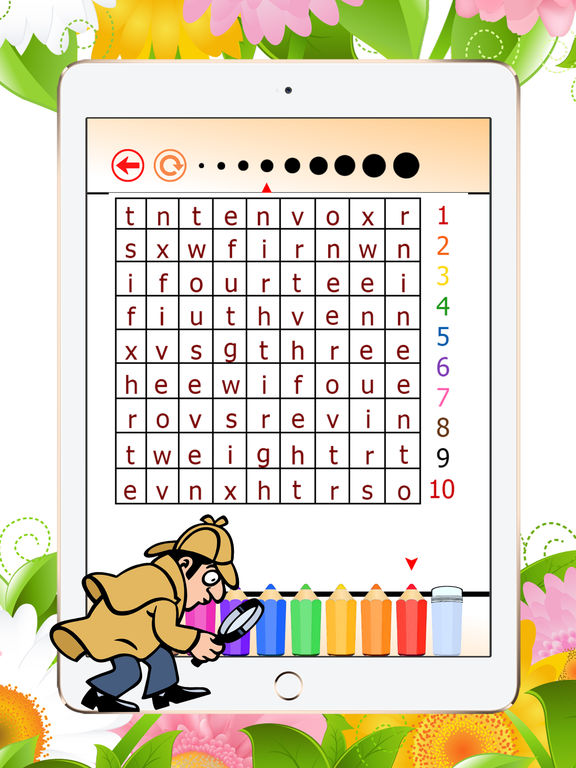 t n t e n v o x r 1
s x w f i r n w n 2
i f o u r t e e i 3
f i u t h v e n n 4
x v s g t h r e e 5
h e e w i f o u e 6
r o v s r e v i n 7
t w e i g h t r t 8
e v n x h t r s o 9
10